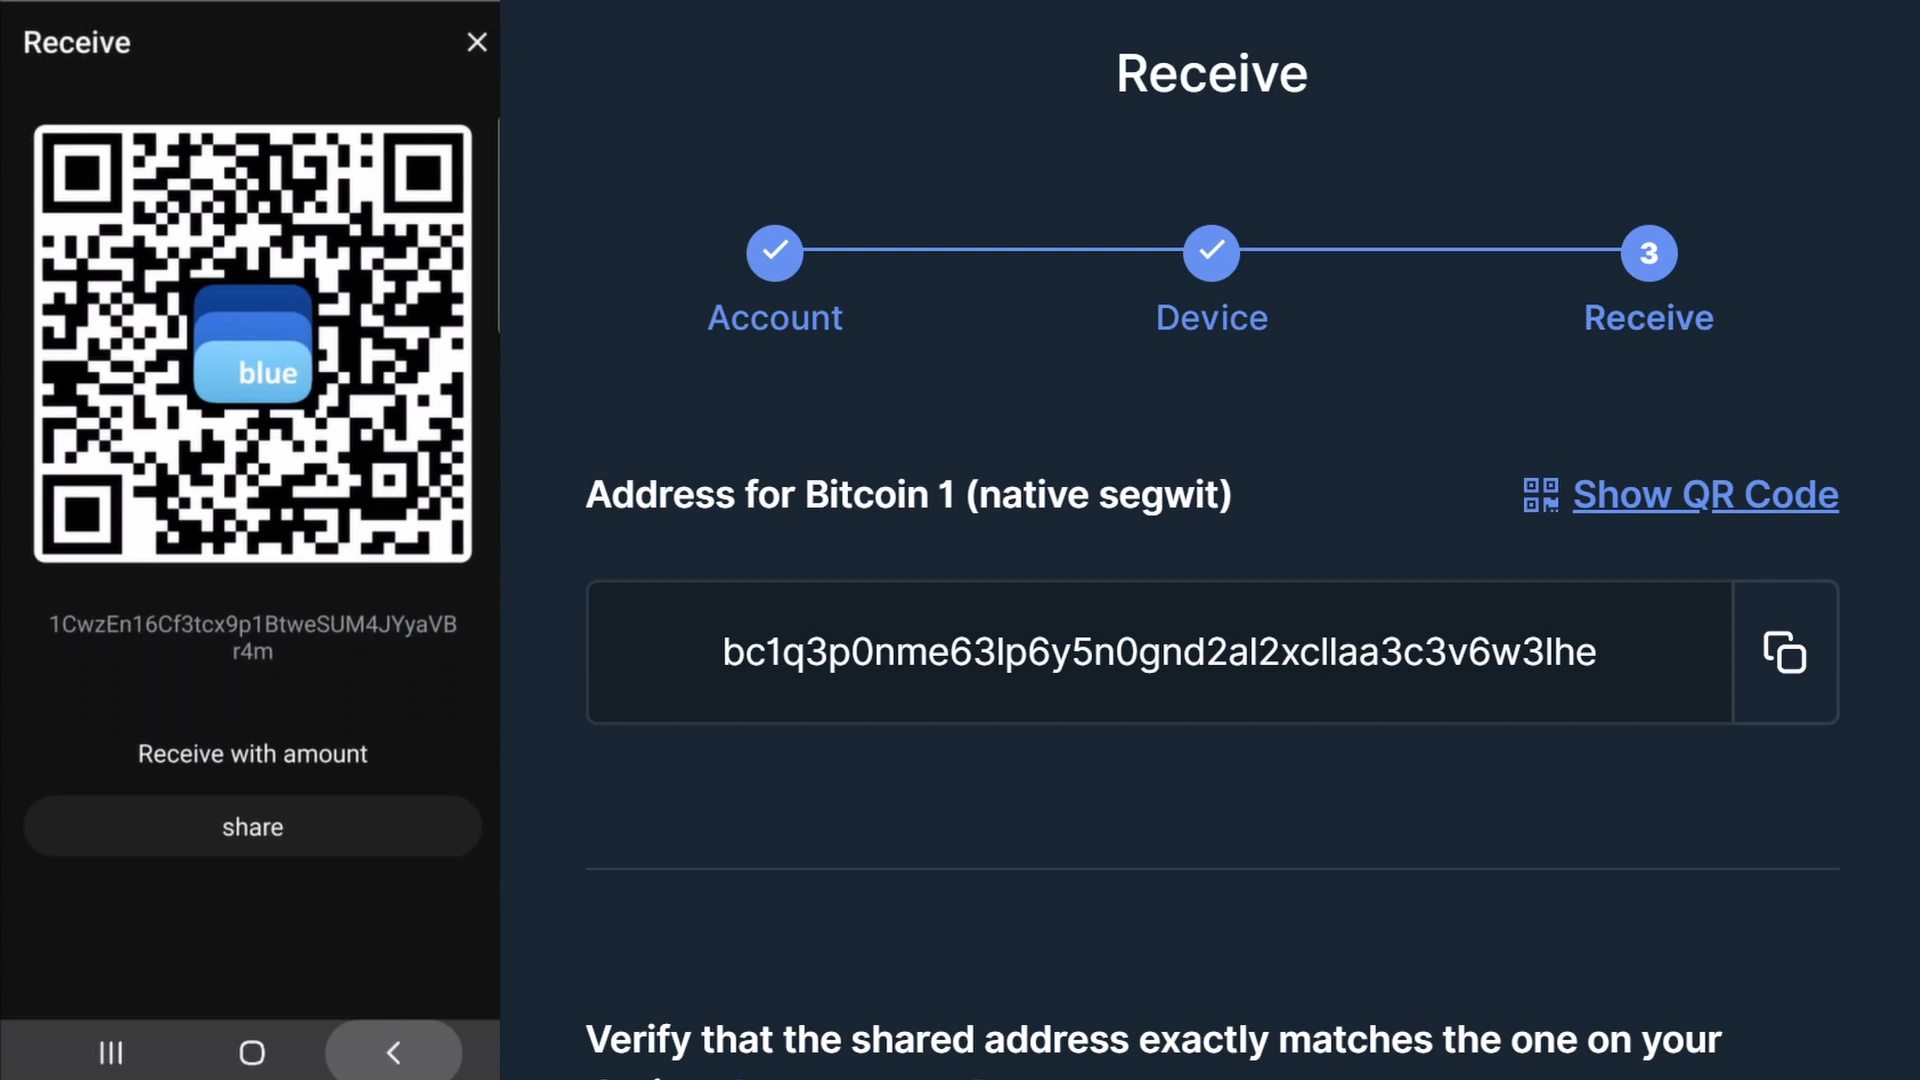 Receive
blue
1CwzEn16Cf3tcx9p1BtweSUM4JYyaVB
r4m
Receive with amount
share
Receive
3
Account
Device
Receive
Address for Bitcoin 1 (native segwit)
Show QR Code
bc1q3p0nme63lp6y5n0gnd2al2xcllaa3c3v6w3lhe
Verify that the shared address exactly matches the one on your